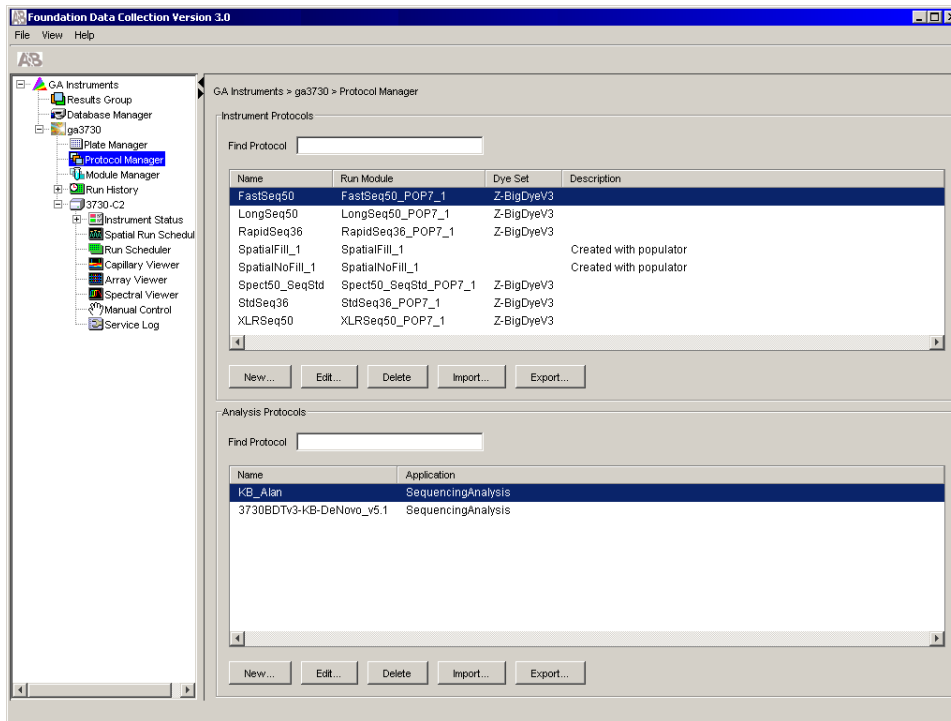 Foundation Data Collection Version 3.0
File View Help
AB
GA Instruments
Results Group
Database Manager
ga3730
Plate Manager
Protocol Manager
Module Manager
Run History
3730-C2
Instrument Status
Spatial Run Schedul
Run Scheduler
Capillary Viewer
Array Viewer
Spectral Viewer
Manual Control
Service Log
GA Instruments > ga3730 > Protocol Manager
Instrument Protocols
Find Protocol
Name Run Module Dye Set Description
FastSeq50 FastSeq50_POP7_1 Z-BigDyeV3
LongSeq50 LongSeq50_POP7_1 Z-BigDyeV3
RapidSeq36 RapidSeq36_POP7_1 Z-BigDyeV3
SpatialFill_1 SpatialFill_1 Created with populator
SpatialNoFill_1 SpatialNoFill_1 Created with populator
Spect50_SeqStd Spect50_SeqStd_POP7_1 Z-BigDyeV3
StdSeq36 StdSeq36_POP7_1 Z-BigDyeV3
XLRSeq50 XLRSeq50_POP7_1 Z-BigDyeV3
New... Edit... Delete Import... Export...
Analysis Protocols
Find Protocol
Name Application
KB_Alan SequencingAnalysis
3730BDTv3-KB-DeNovo_v5.1 SequencingAnalysis
New... Edit... Delete Import... Export...